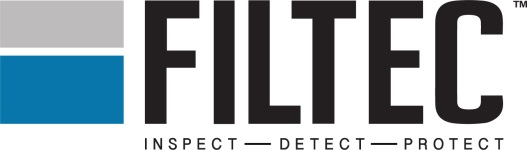 FILTEC™
INSPECT — DETECT — PROTECT